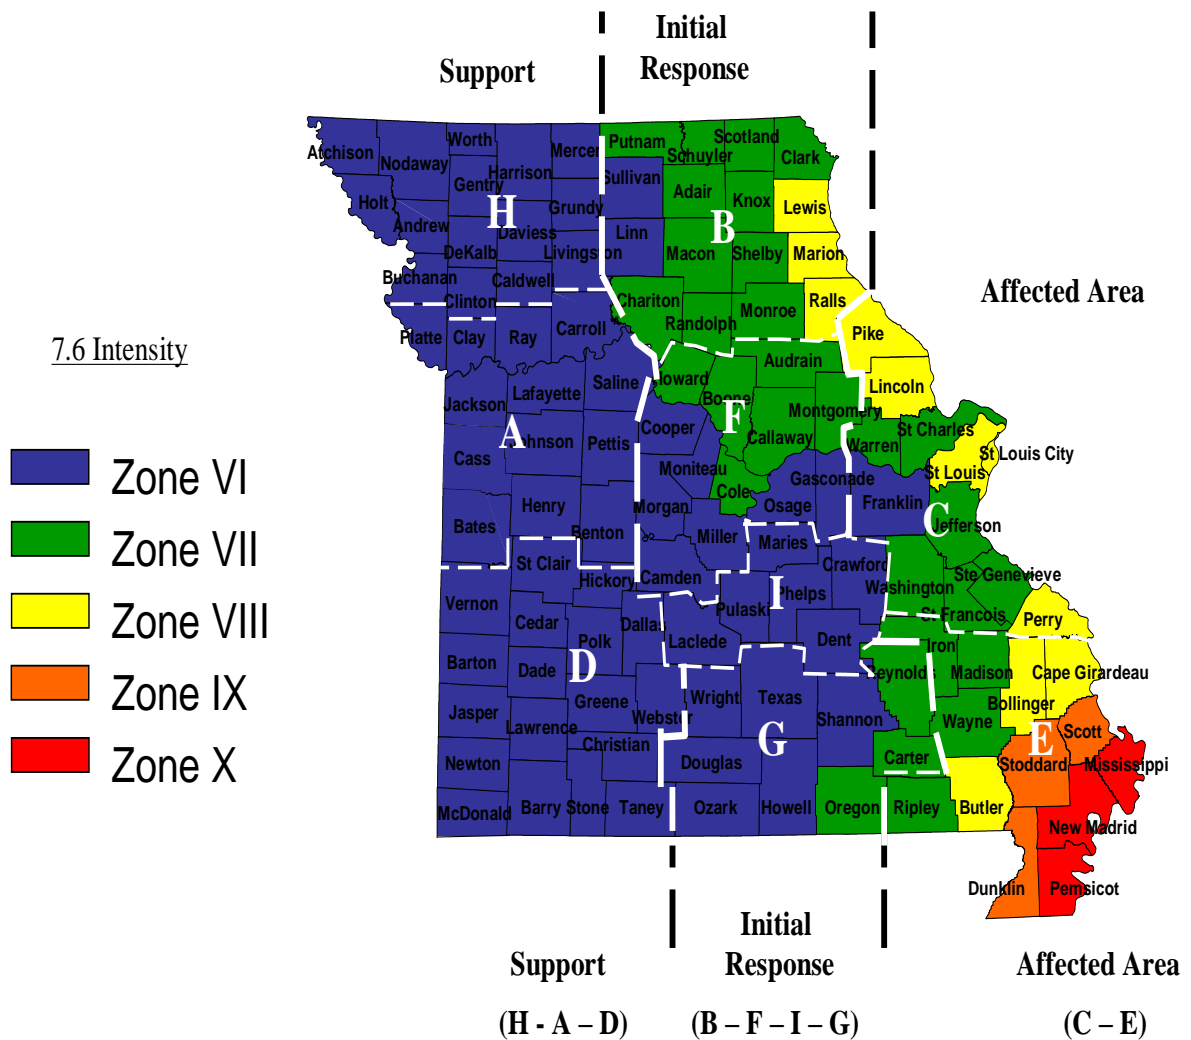 Initial
Support
Response
Worth
Mercer
Putnam
Scotland
Atchison
Nodaway
Schuyler
Clark
Harrison
Sullivan
Gentry
Adair
Knox
Holt
H
Grundy
Lewis
Andrew
Daviess
Linn
B
DeKalb
Livingston
Macon
Shelby
Marion
Buchanan
Caldwell
Affected Area
Clinton
Chariton
Monroe
Ralls
Platte
Clay
Ray
Carroll
Randolph
Pike
7.6 Intensity
Audrain
Saline
Howard
Lincoln
Jackson
Lafayette
Boone
Montgomery
A
Johnson
Pettis
Cooper
F
Callaway
Warren
St Charles
Cass
Moniteau
St Louis City
Zone VI
Gasconade
St Louis
Cole
Franklin
Bates
Henry
Morgan
Osage
C
Jefferson
Benton
Miller
Maries
Zone VII
St Clair
Hickory
Camden
Crawford
Washington
Ste Genevieve
Vernon
Pulaski
I
Phelps
St Francois
Perry
Zone VIII
Cedar
Polk
Dallas
Laclede
Dent
Iron
Barton
Dade
D
Reynolds
Madison
Cape Girardeau
Zone IX
Jasper
Greene
Wright
Texas
Bollinger
Lawrence
Webster
Shannon
Wayne
Scott
Christian
G
E
Newton
Douglas
Carter
Stoddard
Mississippi
Zone X
McDonald
Barry
Stone
Taney
Ozark
Howell
Oregon
Ripley
Butler
New Madrid
Dunklin
Pemsicot
Initial
Support
Response
Affected Area
(H - A – D)
(B – F – I – G)
(C – E)